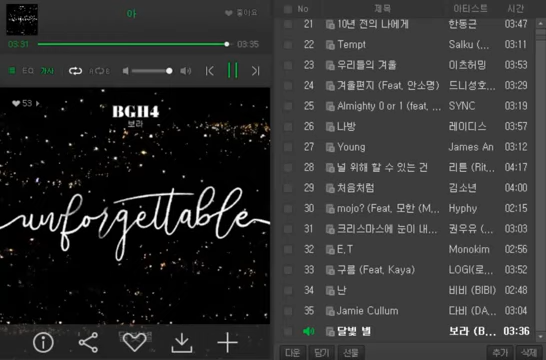 아
좋아요
03:31
03:35
EQ 가사
53
BGH4
보라
unforgettable
No 제목 아티스트 시간
21 10년 전의 나에게 한동근 03:47
22 Tempt Salku (... 03:11
23 우리들의 겨울 이츠허밍 03:53
24 겨울편지 (Feat, 안소명) 드니성호... 03:29
25 Almighty 0 or 1 (feat, ... SYNC 03:19
26 나방 레이디스 03:57
27 Young James An 03:12
28 널 위해 할 수 있는 건 리튼 (Rit... 04:17
29 처음처럼 김소년 04:00
30 mojo? (Feat, 모한 (M... Hyphy 02:15
31 크리스마스에 눈이 내... 권우유 (... 03:03
32 E,T Monokim 02:56
33 구름 (Feat, Kaya) LOGI(로... 03:52
34 난 비비 (BIBI) 02:48
35 Jamie Cullum 다비 (DA... 03:04
달빛 별 보라 (B... 03:36
다운 담기 선물 추가 삭제